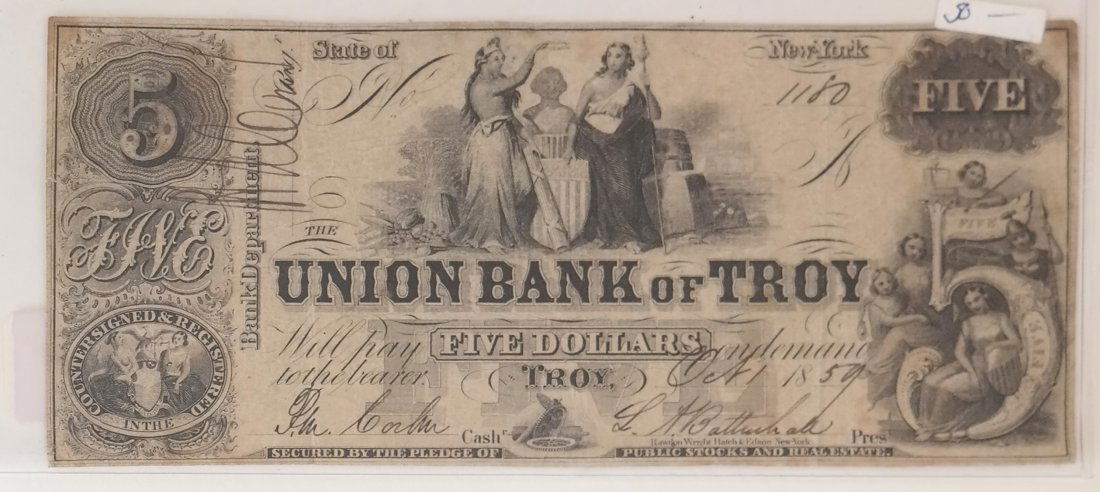 5
FIVE
COUNTERSIGNED & REGISTERED
IN THE
Bank Department.
State of
New-York
No
1180
A
FIVE
THE
UNION BANK OF TROY
Will pay FIVE DOLLARS on demand
to the bearer TROY, Oct 1 1859
Cashr
Pres
Rawdon Wright Hatch & Edson New-York.
SECURED BY THE PLEDGE OF PUBLIC STOCKS AND REAL ESTATE.
FIVE
5